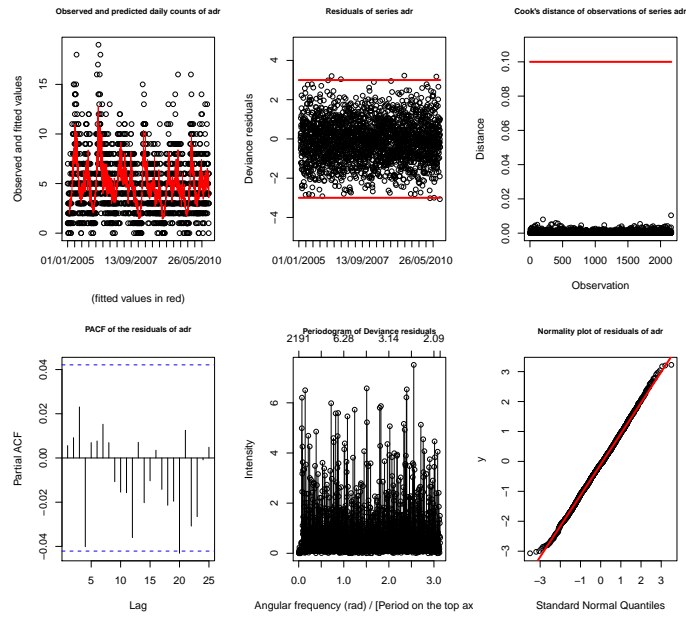 Observed and predicted daily counts of adr
Observed and fitted values
0 5 10 15
01/01/2005 13/09/2007 26/05/2010
(fitted values in red)
Residuals of series adr
Deviance residuals
−4 −2 0 2 4
01/01/2005 13/09/2007 26/05/2010
Cook's distance of observations of series adr
Distance
0.00 0.02 0.04 0.06 0.08 0.10
0 500 1000 1500 2000
Observation
PACF of the residuals of adr
Partial ACF
−0.04 −0.02 0.00 0.02 0.04
5 10 15 20 25
Lag
Periodogram of Deviance residuals
2191 6.28 3.14 2.09
Intensity
0 2 4 6
0.0 1.0 2.0 3.0
Angular frequency (rad) / [Period on the top ax
Normality plot of residuals of adr
y
−3 −2 −1 0 1 2 3
−3 −2 −1 0 1 2 3
Standard Normal Quantiles